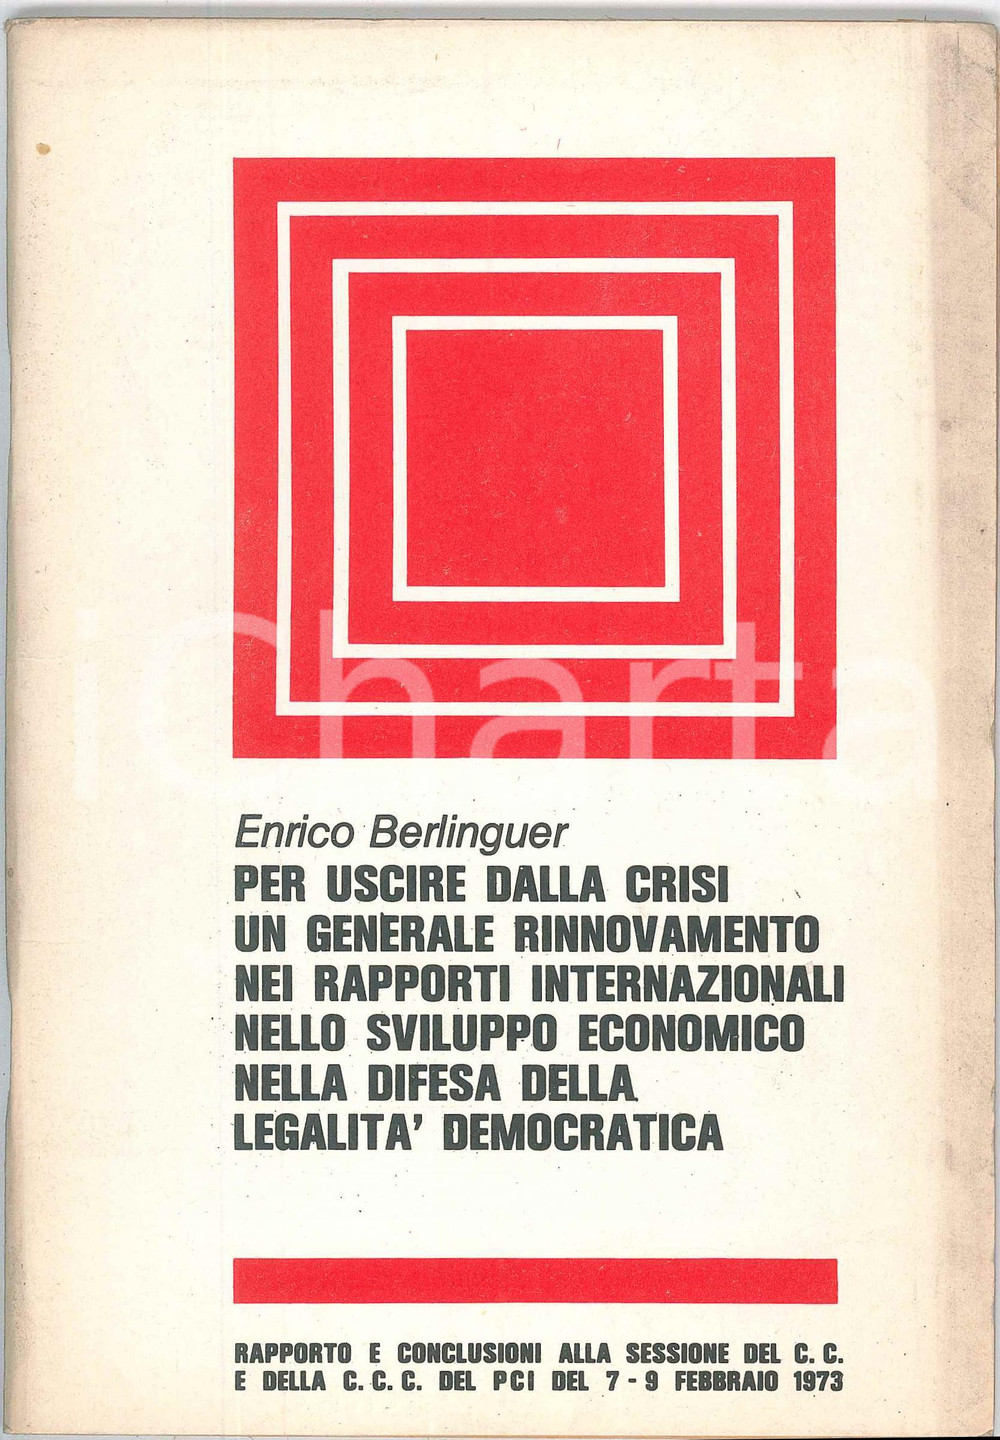 iCharta
Enrico Berlinguer
PER USCIRE DALLA CRISI
UN GENERALE RINNOVAMENTO
NEI RAPPORTI INTERNAZIONALI
NELLO SVILUPPO ECONOMICO
NELLA DIFESA DELLA
LEGALITA' DEMOCRATICA
RAPPORTO E CONCLUSIONI ALLA SESSIONE DEL C. C.
E DELLA C. C. C. DEL PCI DEL 7 - 9 FEBBRAIO 1973